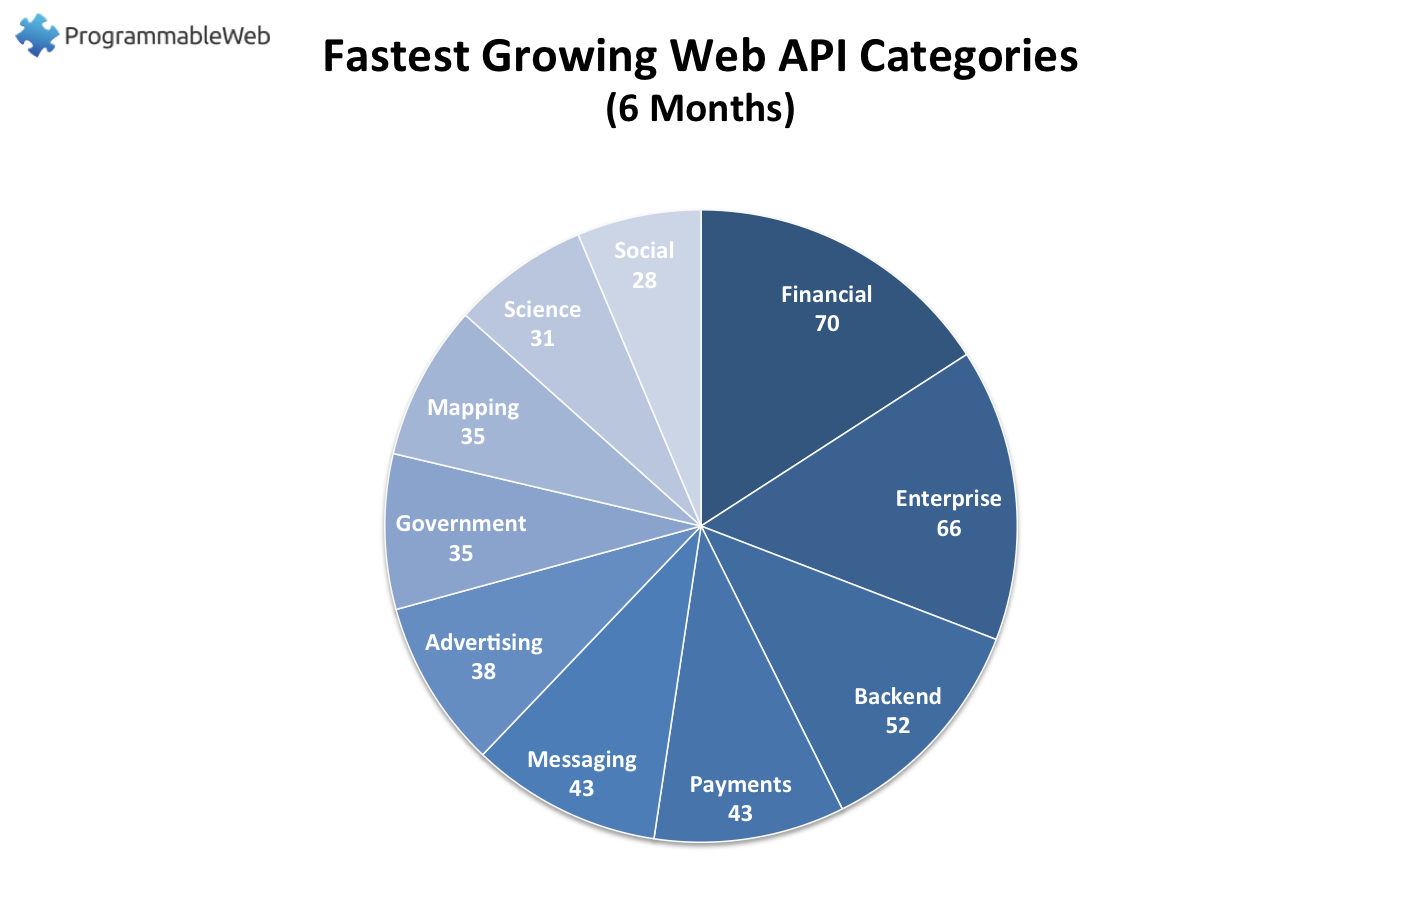 ProgrammableWeb
Fastest Growing Web API Categories
(6 Months)
Social
28
Financial
70
Science
31
Mapping
35
Enterprise
66
Government
35
Advertising
38
Backend
52
Messaging
43
Payments
43